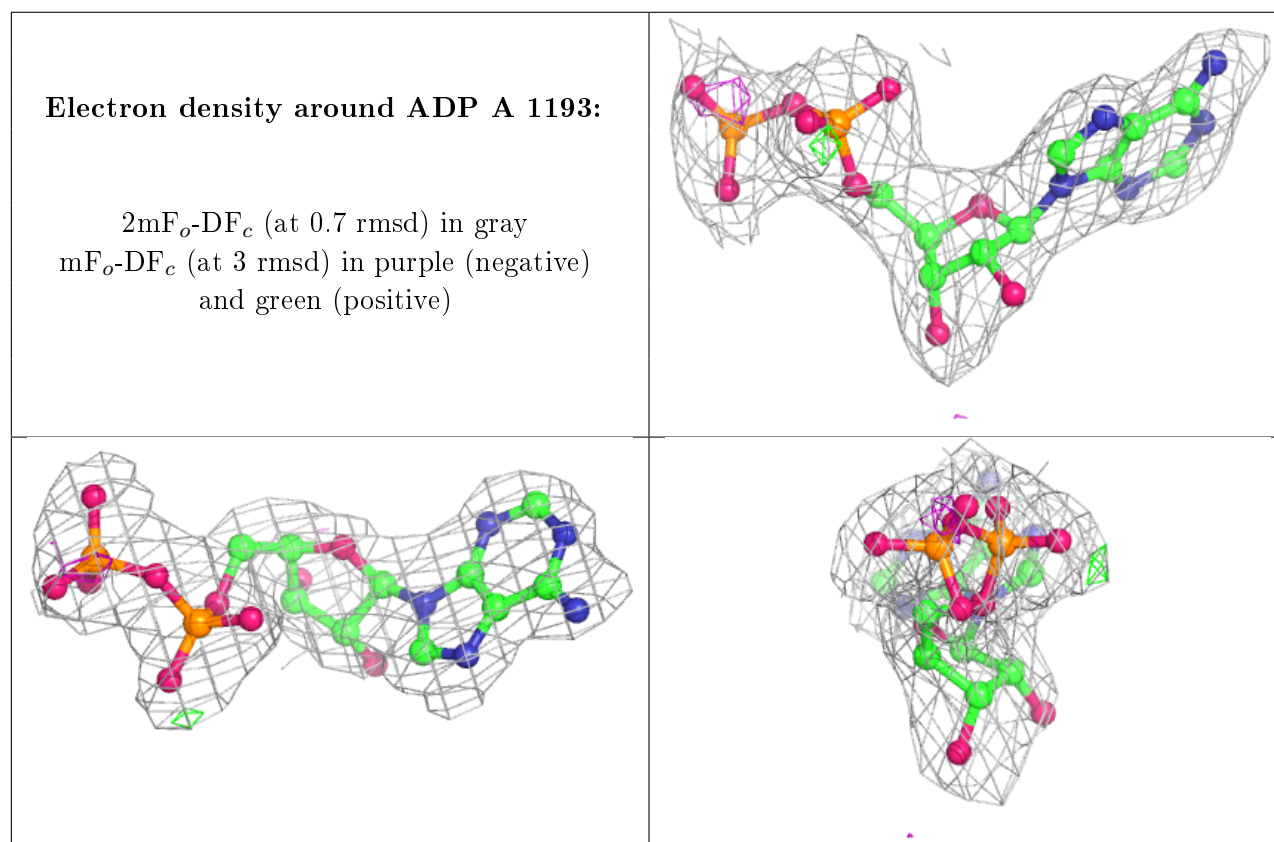 Electron density around ADP A 1193:
2mFo-DFc (at 0.7 rmsd) in gray
mFo-DFc (at 3 rmsd) in purple (negative)
and green (positive)